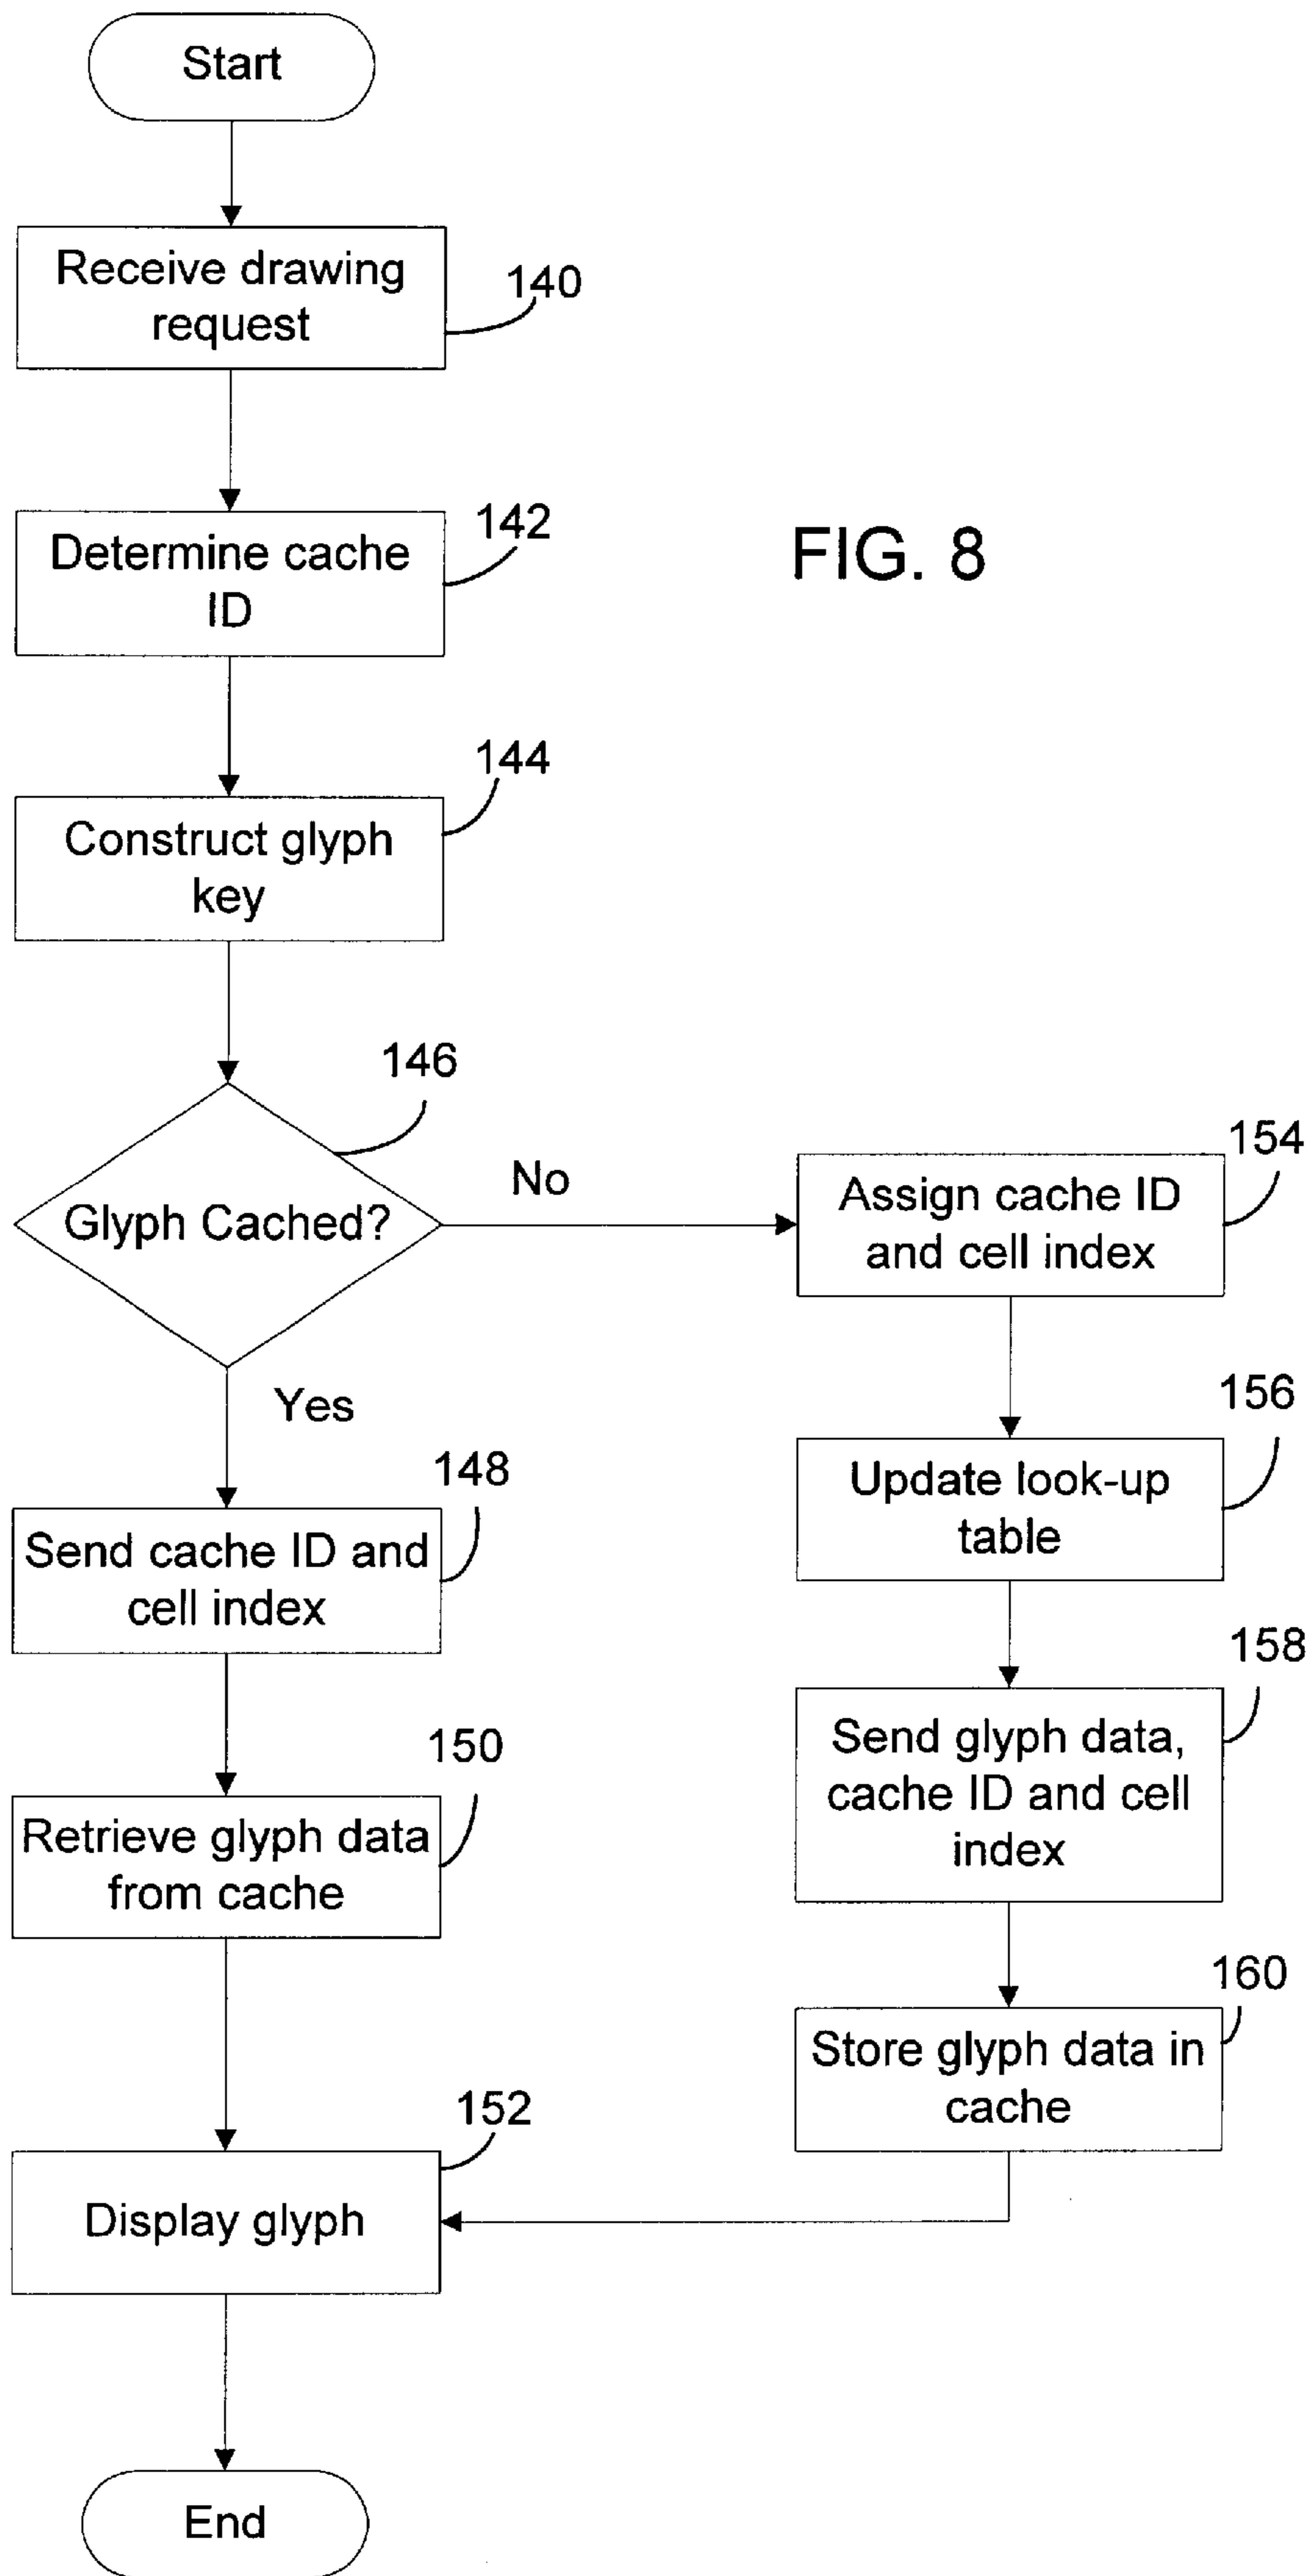 Start
Receive drawing
request
140
Determine cache
ID
142
FIG. 8
Construct glyph
key
144
Glyph Cached?
146
No
Yes
Assign cache ID
and cell index
154
Update look-up
table
156
Send cache ID and
cell index
148
Send glyph data,
cache ID and cell
index
158
Retrieve glyph data
from cache
150
Store glyph data in
cache
160
Display glyph
152
End